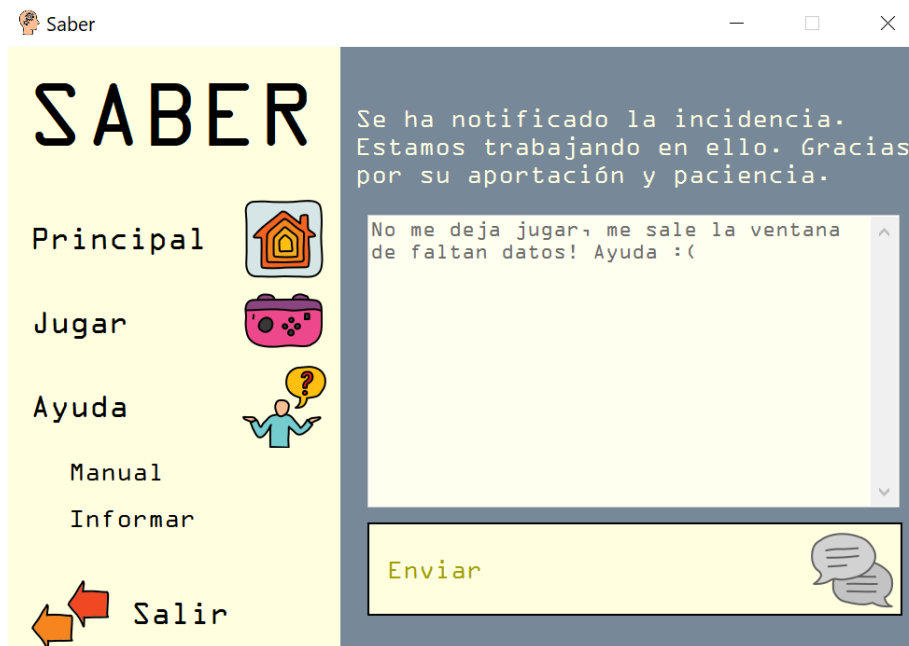 Saber
SABER
Principal
Jugar
Ayuda
Manual
Informar
Salir
Se ha notificado la incidencia.
Estamos trabajando en ello. Gracias
por su aportación y paciencia.
No me deja jugar, me sale la ventana
de faltan datos! Ayuda :(
Enviar